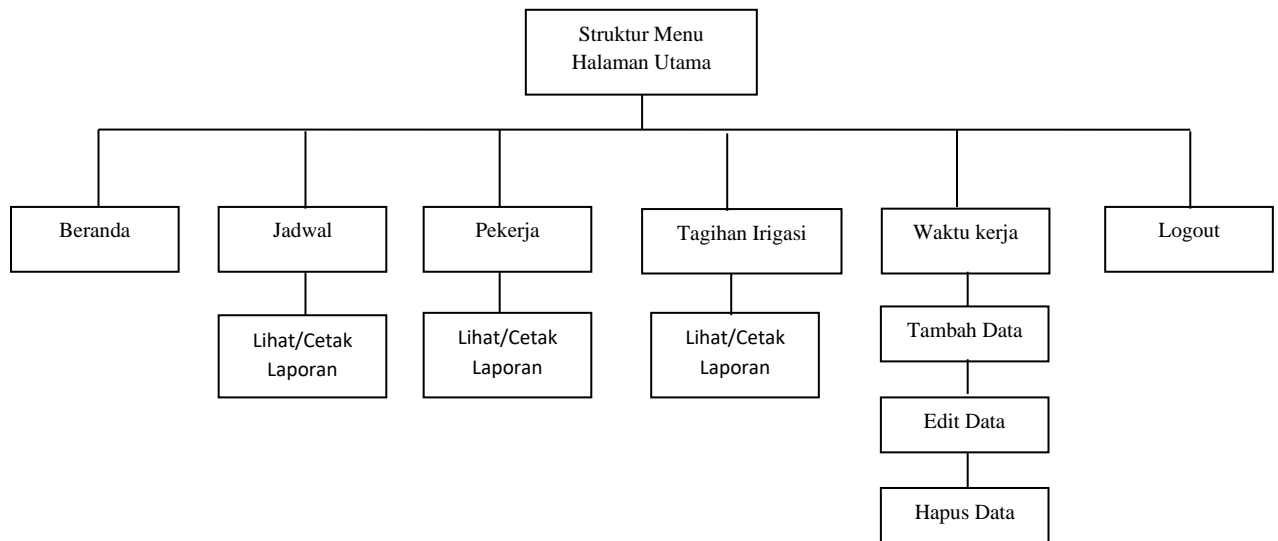 Struktur Menu
Halaman Utama
Beranda
Jadwal
Pekerja
Tagihan Irigasi
Waktu kerja
Logout
Lihat/Cetak
Laporan
Lihat/Cetak
Laporan
Lihat/Cetak
Laporan
Tambah Data
Edit Data
Hapus Data